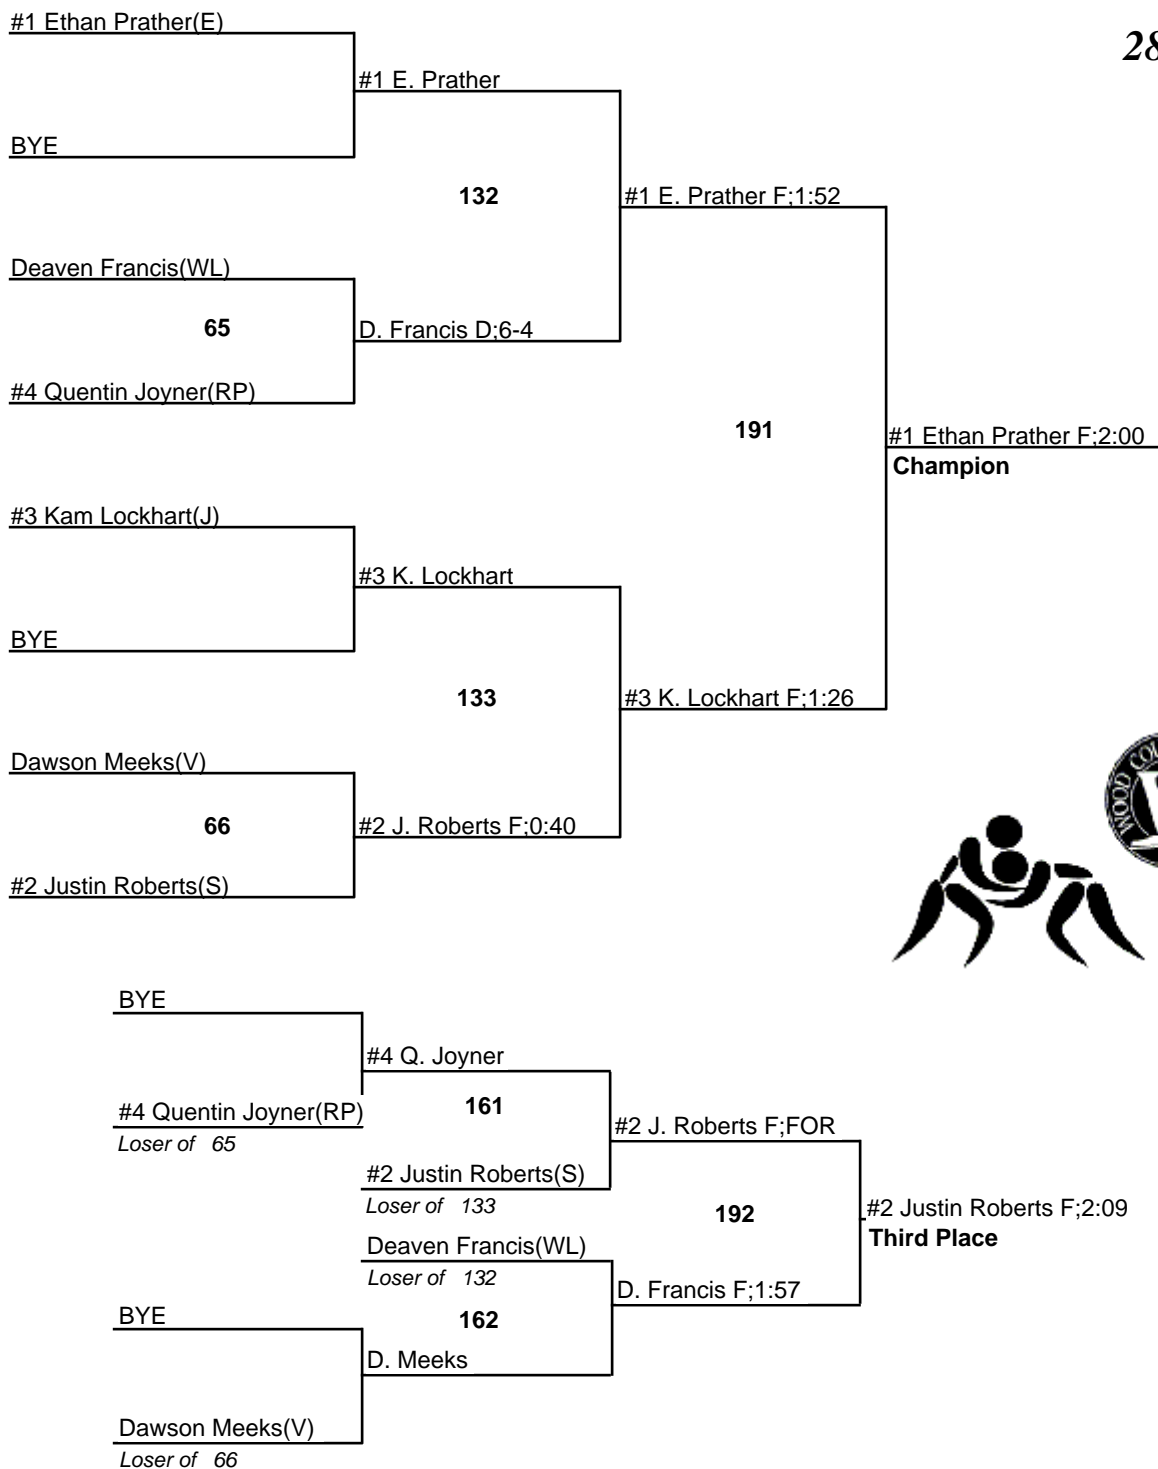 #1 Ethan Prather(E)
28
#1 E. Prather
BYE
132
#1 E. Prather F;1:52
Deaven Francis(WL)
65
D. Francis D;6-4
#4 Quentin Joyner(RP)
191
#1 Ethan Prather F;2:00
Champion
#3 Kam Lockhart(J)
#3 K. Lockhart
BYE
133
#3 K. Lockhart F;1:26
Dawson Meeks(V)
66
#2 J. Roberts F;0:40
#2 Justin Roberts(S)
WOOD
BYE
#4 Q. Joyner
161
#4 Quentin Joyner(RP)
Loser of 65
#2 J. Roberts F;FOR
#2 Justin Roberts(S)
Loser of 133
192
#2 Justin Roberts F;2:09
Third Place
Deaven Francis(WL)
Loser of 132
D. Francis F;1:57
BYE
162
D. Meeks
Dawson Meeks(V)
Loser of 66